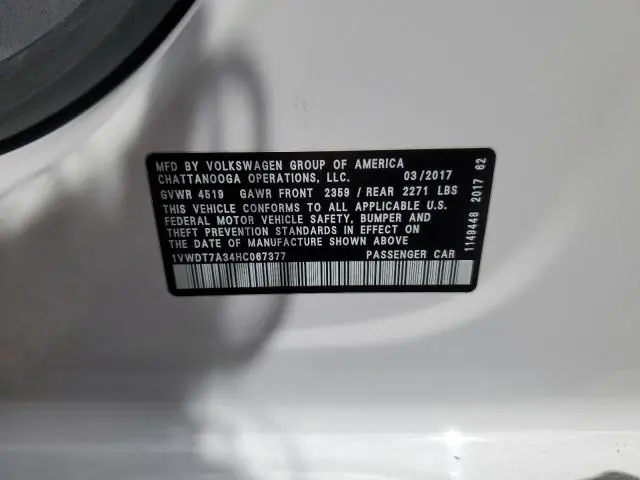 MFD BY VOLKSWAGEN GROUP OF AMERICA
CHATTANOOGA OPERATIONS, LLC. 03/2017
GVWR 4519 GAWR FRONT 2359 / REAR 2271 LBS
THIS VEHICLE CONFORMS TO ALL APPLICABLE U.S.
FEDERAL MOTOR VEHICLE SAFETY, BUMPER AND
THEFT PREVENTION STANDARDS IN EFFECT ON THE
DATE OF MANUFACTURE SHOWN ABOVE
1VWDT7A34HC067377 PASSENGER CAR
1149448 2017 62